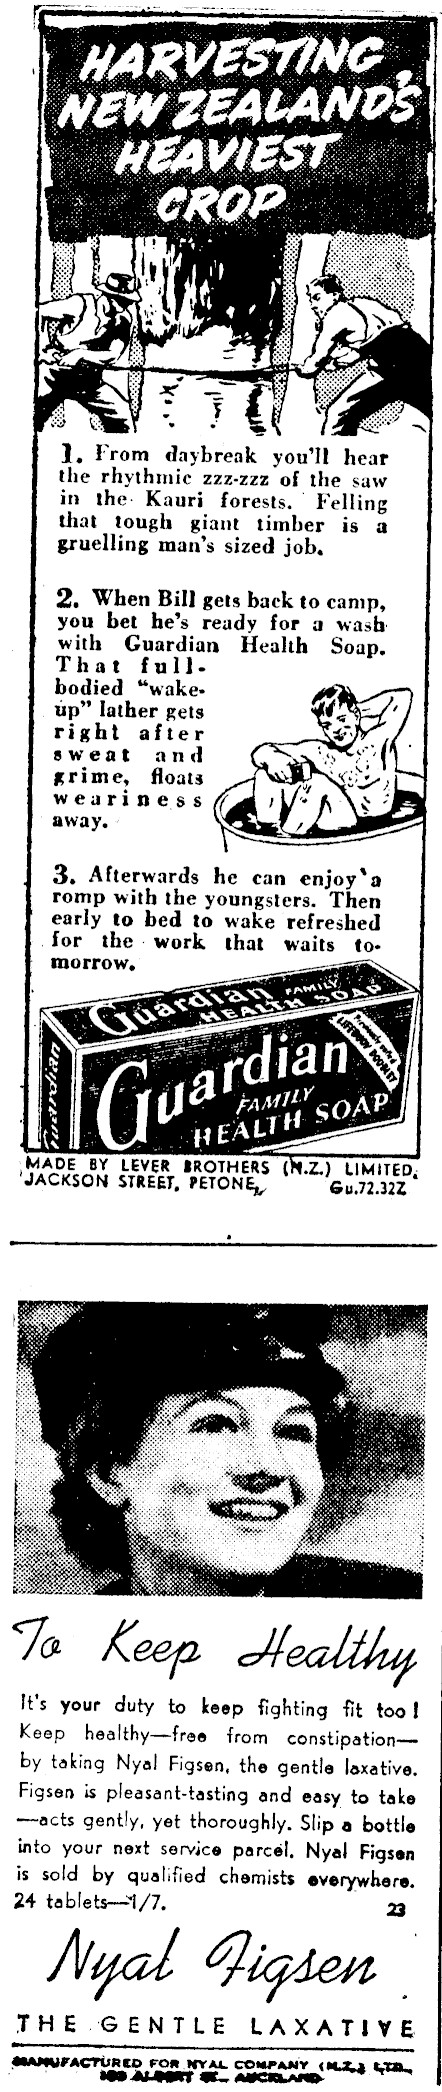 HARVESTING
NEW ZEALAND'S
HEAVIEST
CROP
1. From daybreak you'll hear
the rhythmic zzz-zzz of the saw
in the Kauri forests. Felling
that tough giant timber is a
gruelling man's sized job.
2. When Bill gets back to camp,
you bet he's ready for a wash
with Guardian Health Soap.
That full-
bodied "wake-
up" lather gets
right after
sweat and
grime, floats
weariness
away.
3. Afterwards he can enjoy a
romp with the youngsters. Then
early to bed to wake refreshed
for the work that waits to-
morrow.
Guardian FAMILY
HEALTH SOAP
Guardian
Guardian
FAMILY
HEALTH SOAP
MADE BY LEVER BROTHERS (N.Z.) LIMITED,
JACKSON STREET, PETONE, Gu.72.32Z
To Keep Healthy
It's your duty to keep fighting fit too!
Keep healthy—free from constipation—
by taking Nyal Figsen, the gentle laxative.
Figsen is pleasant-tasting and easy to take
—acts gently, yet thoroughly. Slip a bottle
into your next service parcel. Nyal Figsen
is sold by qualified chemists everywhere.
24 tablets—1/7. 23
Nyal Figsen
THE GENTLE LAXATIVE
MANUFACTURED FOR NYAL COMPANY (N.Z.) LTD.,
ALBERT ST., AUCKLAND